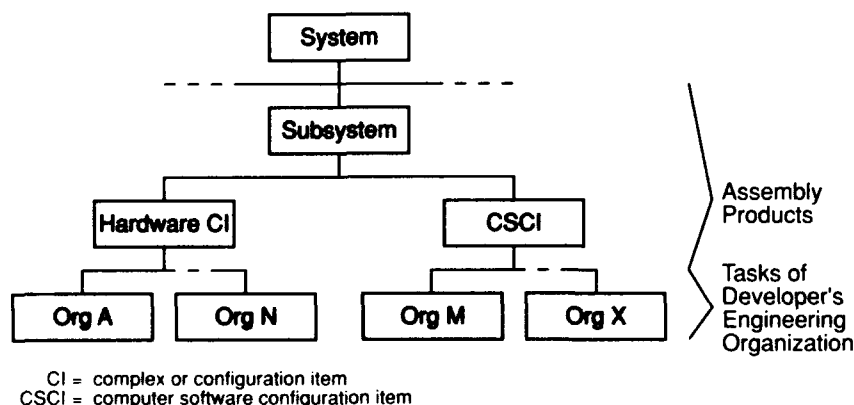 System
Subsystem
Hardware CI
CSCI
Org A
Org N
Org M
Org X
Assembly
Products
Tasks of
Developer's
Engineering
Organization
CI = complex or configuration item
CSCI = computer software configuration item